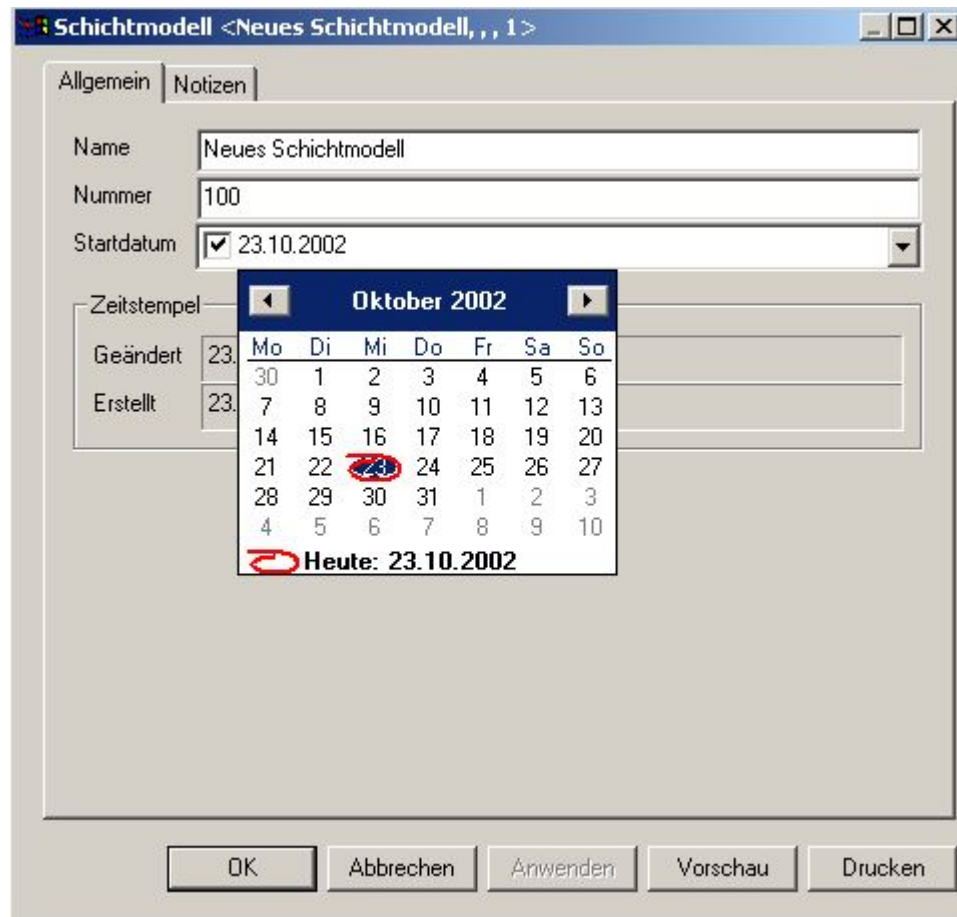 Schichtmodell <Neues Schichtmodell, , , 1>
Allgemein Notizen
Name Neues Schichtmodell
Nummer 100
Startdatum 23.10.2002
Oktober 2002
Zeitstempel
Mo Di Mi Do Fr Sa So
Geändert 23.
30 1 2 3 4 5 6
Erstellt 23.
7 8 9 10 11 12 13
14 15 16 17 18 19 20
21 22 23 24 25 26 27
28 29 30 31 1 2 3
4 5 6 7 8 9 10
Heute: 23.10.2002
OK Abbrechen Anwenden Vorschau Drucken